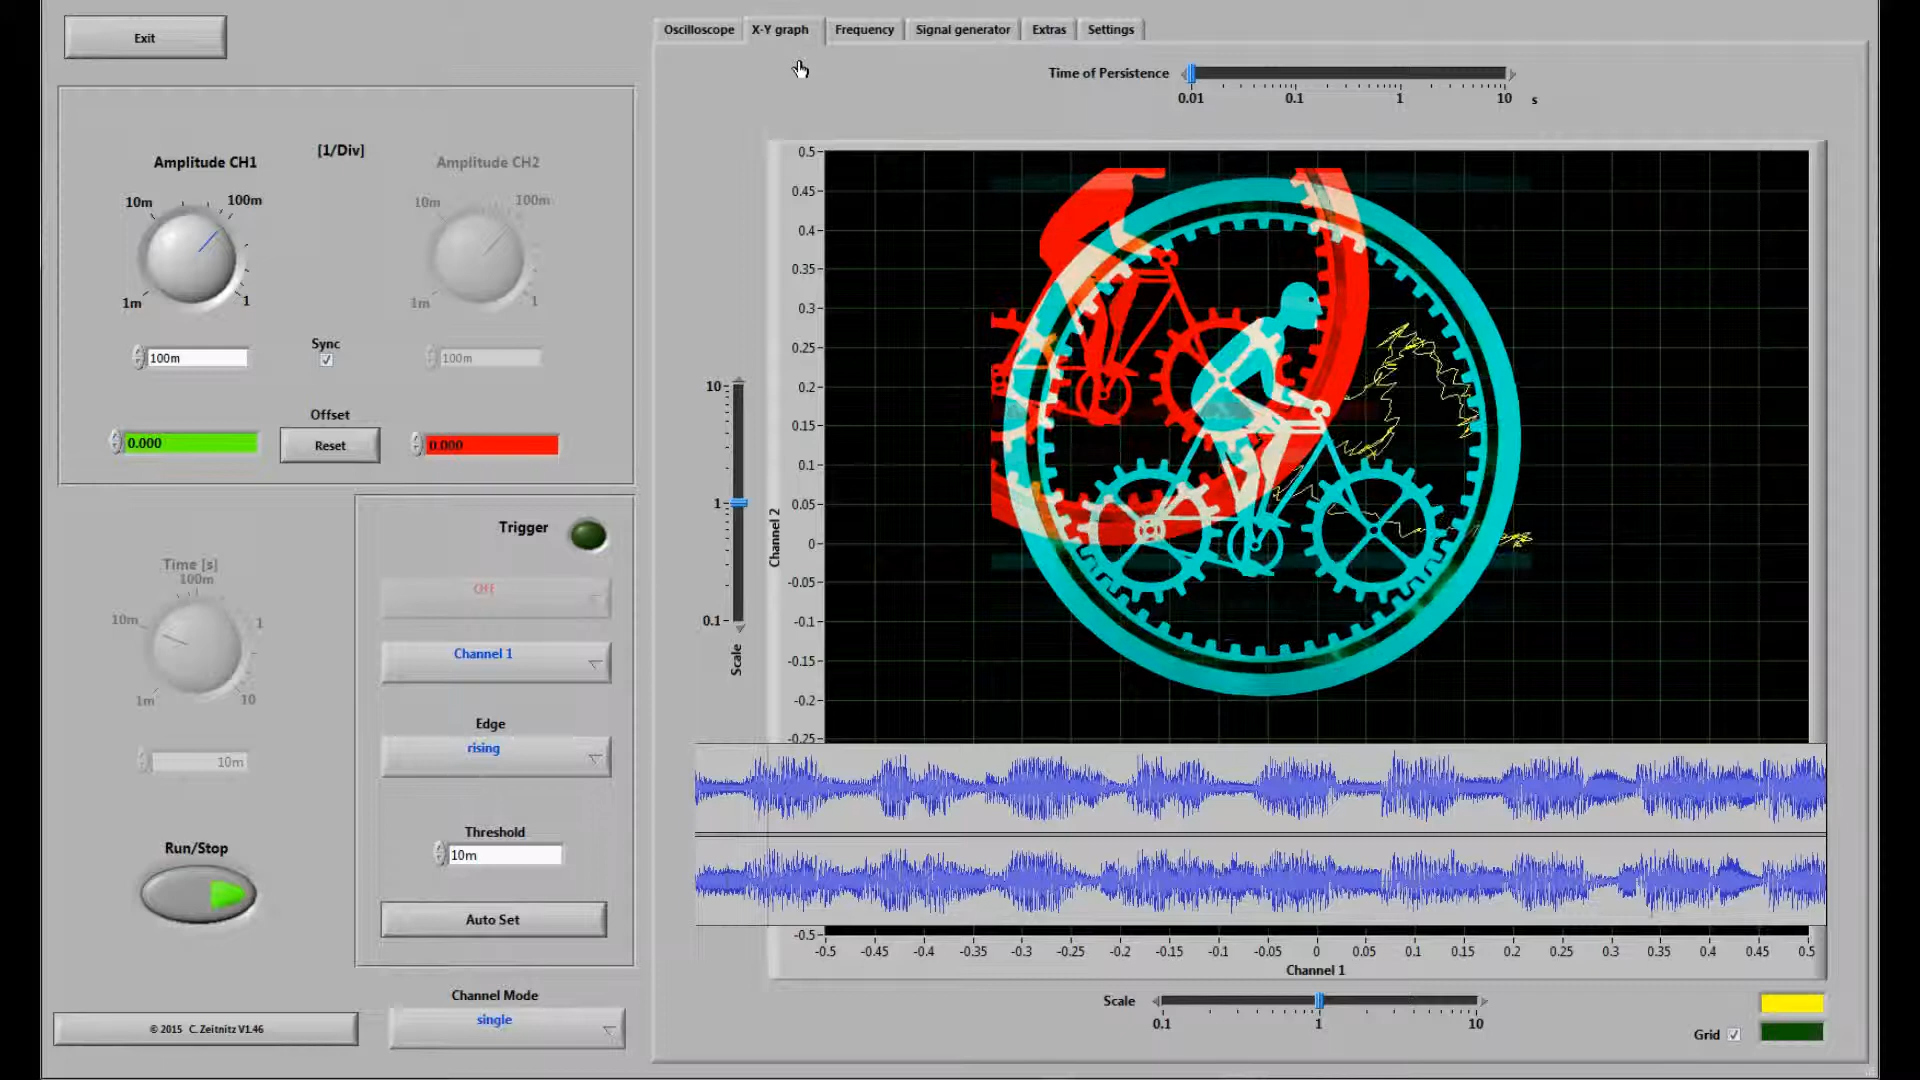 Exit
Oscilloscope X-Y graph Frequency Signal generator Extras Settings
Time of Persistence
0.01 0.1 1 10 s
[1/Div]
Amplitude CH1 Amplitude CH2
10m 100m 10m 100m
1m 1 1m 1
Sync
100m 100m
Offset
0.000 Reset 0.000
Trigger
Off
Channel 1
Edge
rising
Threshold
10m
Auto Set
Time [s]
100m
10m 1
1m 10
10m
Run/Stop
Channel Mode
single
© 2015 C. Zeitnitz V1.46
10
1
0.1
Scale
Channel 2
0.5
0.45
0.4
0.35
0.3
0.25
0.2
0.15
0.1
0.05
0
-0.05
-0.1
-0.15
-0.2
-0.25
-0.5
-0.5 -0.45 -0.4 -0.35 -0.3 -0.25 -0.2 -0.15 -0.1 -0.05 0 0.05 0.1 0.15 0.2 0.25 0.3 0.35 0.4 0.45 0.5
Channel 1
Scale
0.1 1 10
Grid